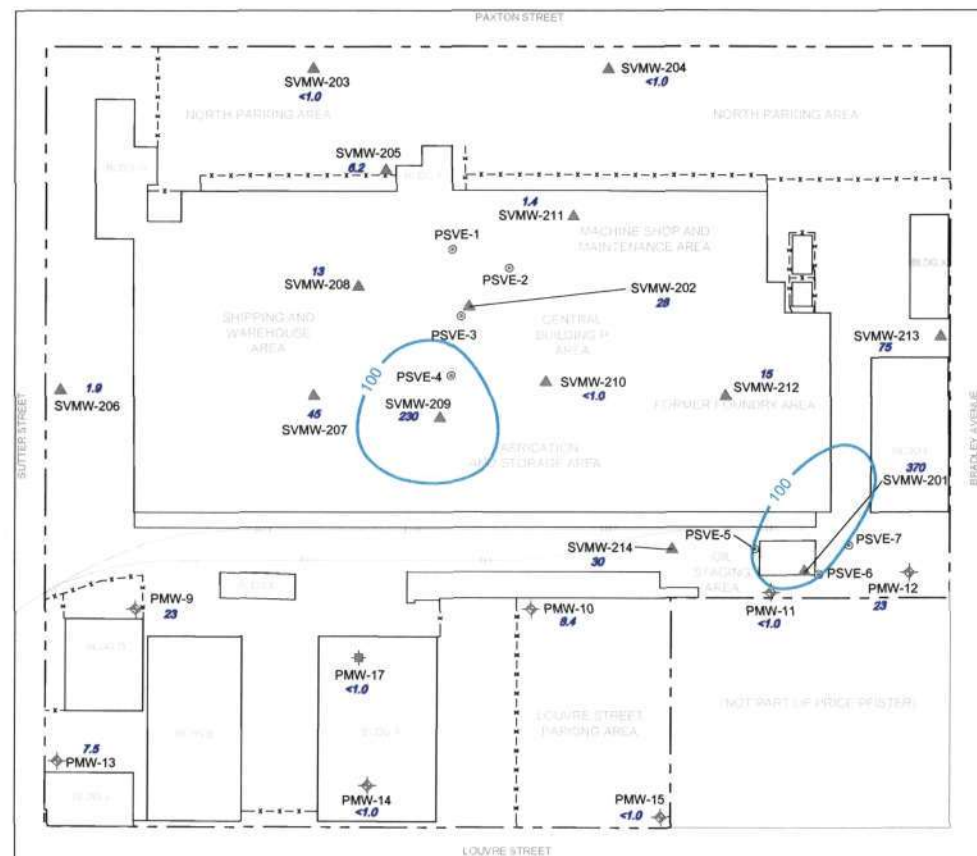 PAXTON STREET
SVMW-203
<1.0
SVMW-204
<1.0
NORTH PARKING AREA
NORTH PARKING AREA
SVMW-205
6.2
1.4
SVMW-211
MACHINE SHOP AND
MAINTENANCE AREA
PSVE-1
PSVE-2
13
SVMW-208
SVMW-202
28
SHIPPING AND
WAREHOUSE
AREA
PSVE-3
CENTRAL
BUILDING P
AREA
SVMW-213
75
100
PSVE-4
1.9
SVMW-206
SVMW-210
<1.0
15
SVMW-212
FORMER FOUNDRY AREA
SVMW-209
230
45
SVMW-207
SUTTER STREET
BRADLEY AVENUE
FABRICATION
AND STORAGE AREA
370
SVMW-201
100
PSVE-5
PSVE-7
SVMW-214
30
OIL
STAGING
AREA
PSVE-6
PMW-12
23
PMW-11
<1.0
PMW-9
23
PMW-10
8.4
PMW-17
<1.0
(NOT PART OF PRICE PFISTER)
LOUVRE STREET
PARKING AREA
7.5
PMW-13
PMW-14
<1.0
PMW-15
<1.0
LOUVRE STREET